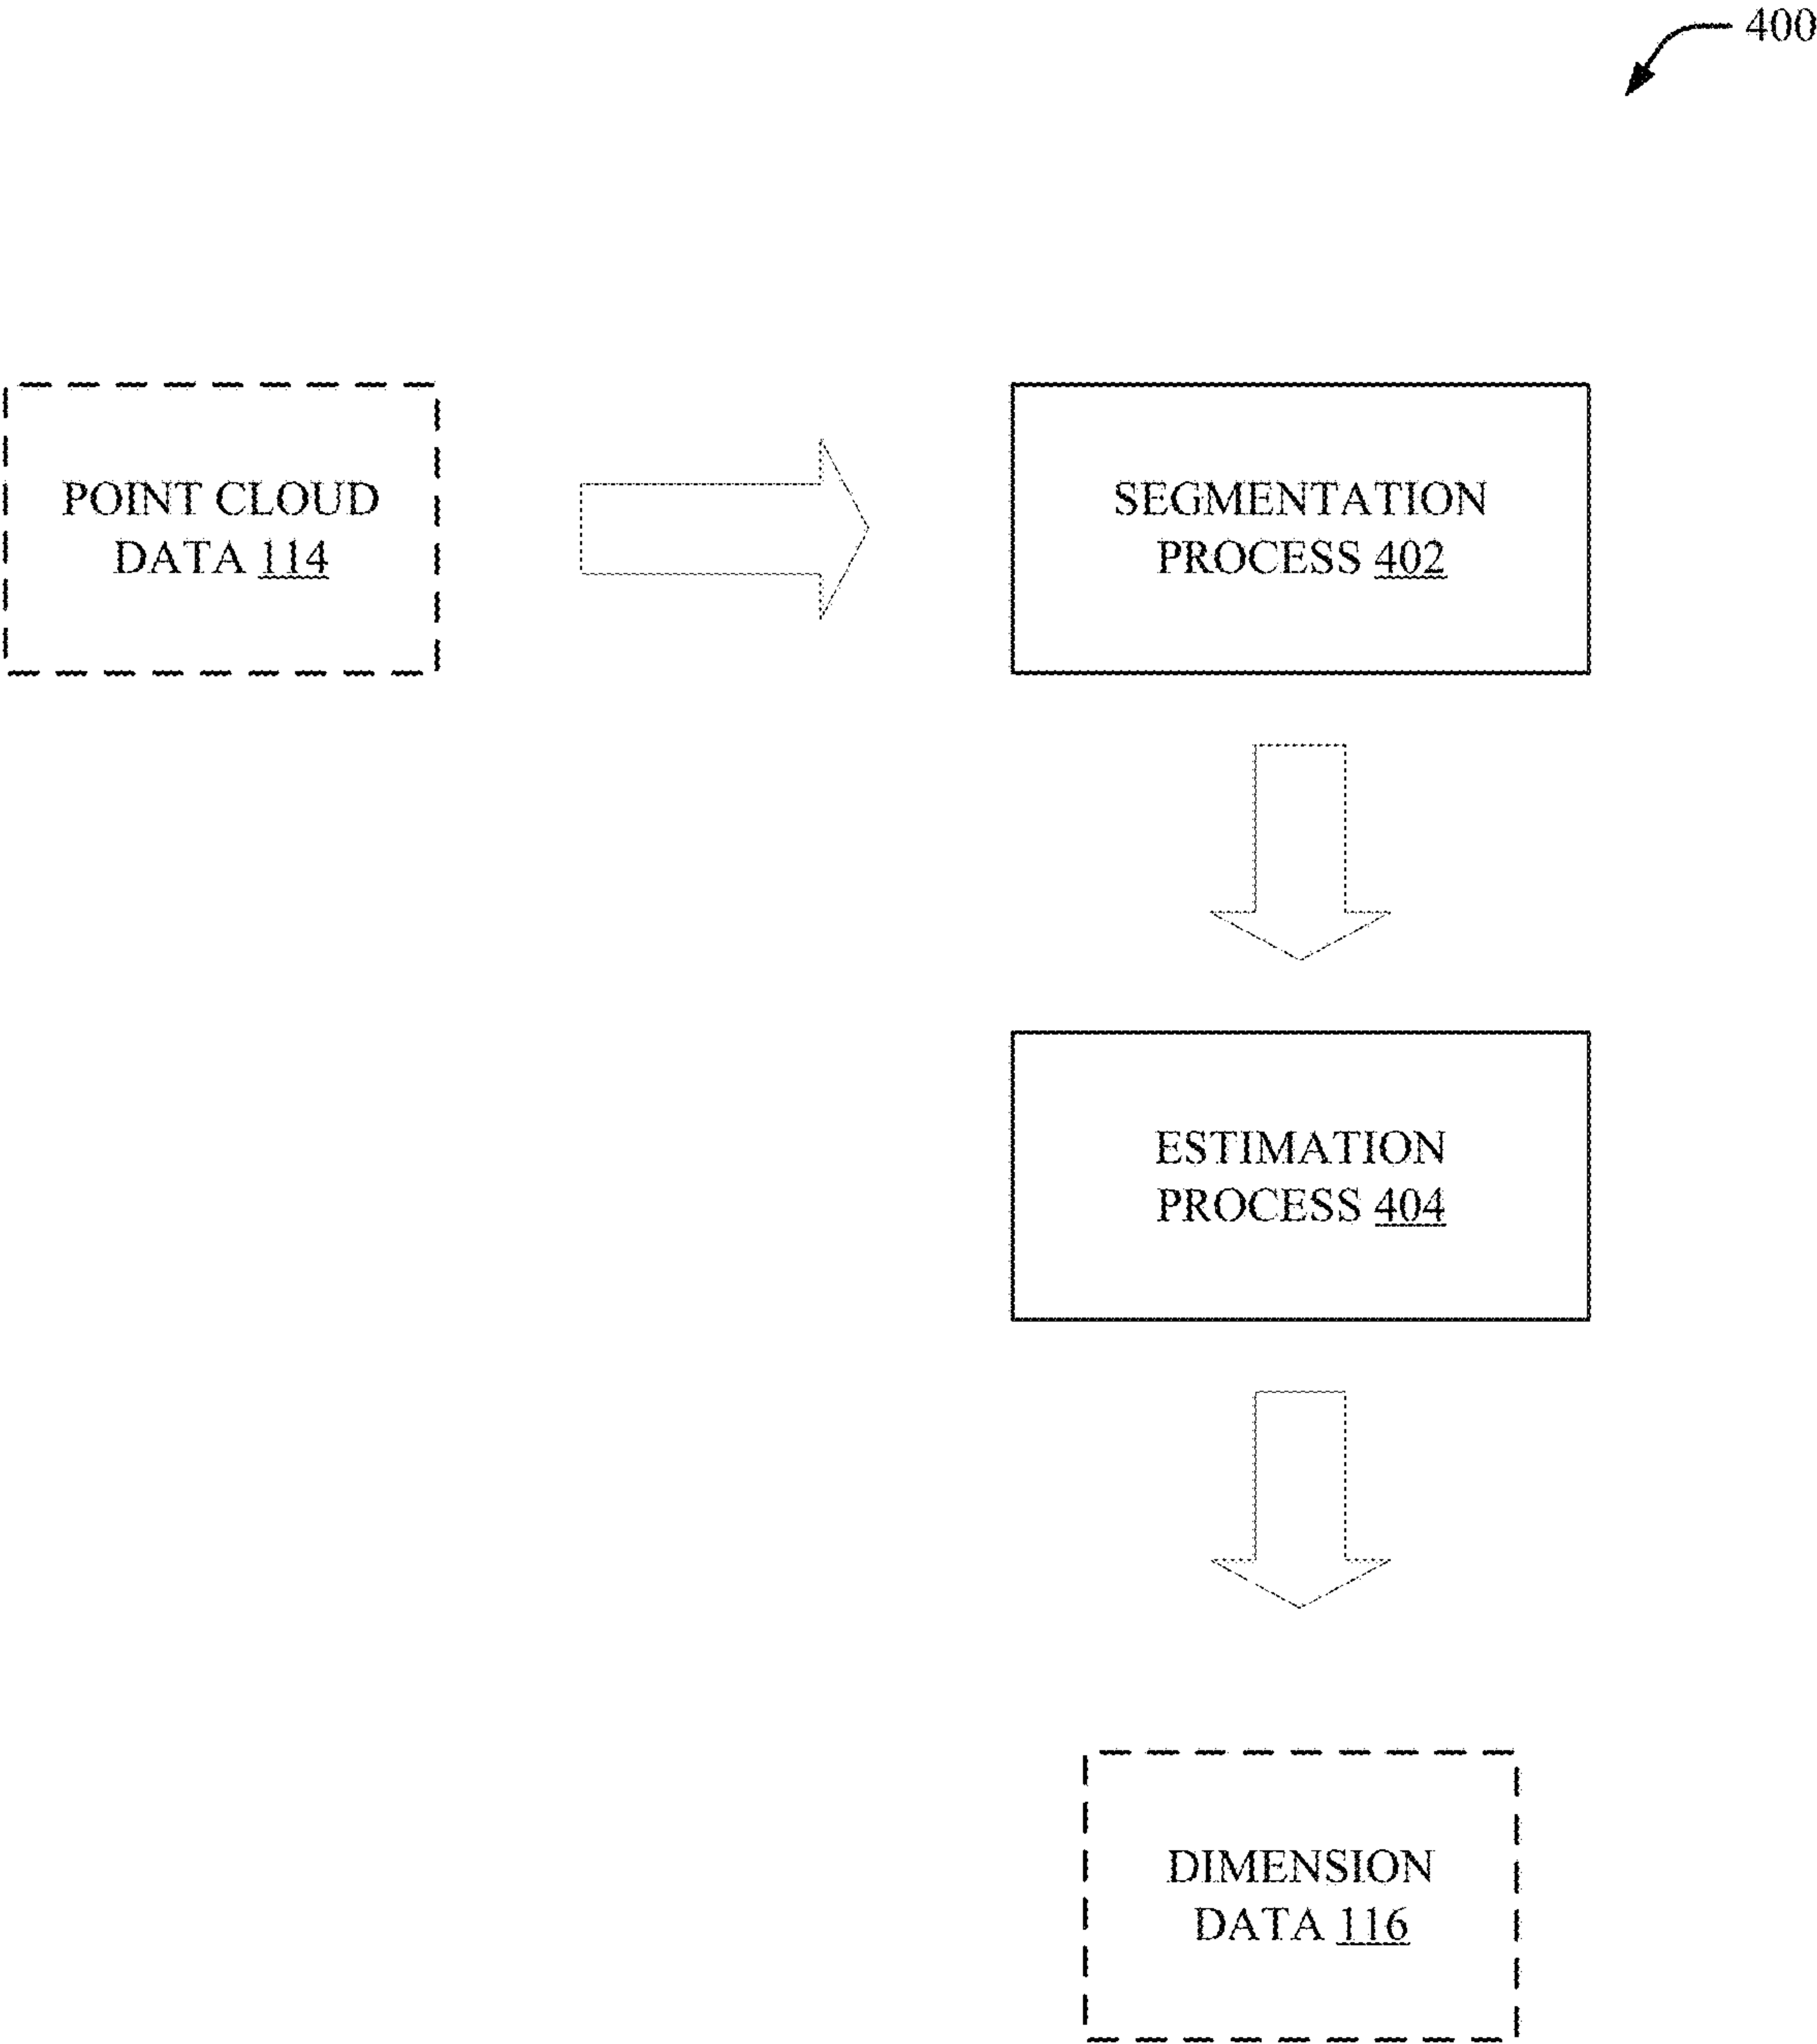 400
POINT CLOUD
DATA 114
SEGMENTATION
PROCESS 402
ESTIMATION
PROCESS 404
DIMENSION
DATA 116